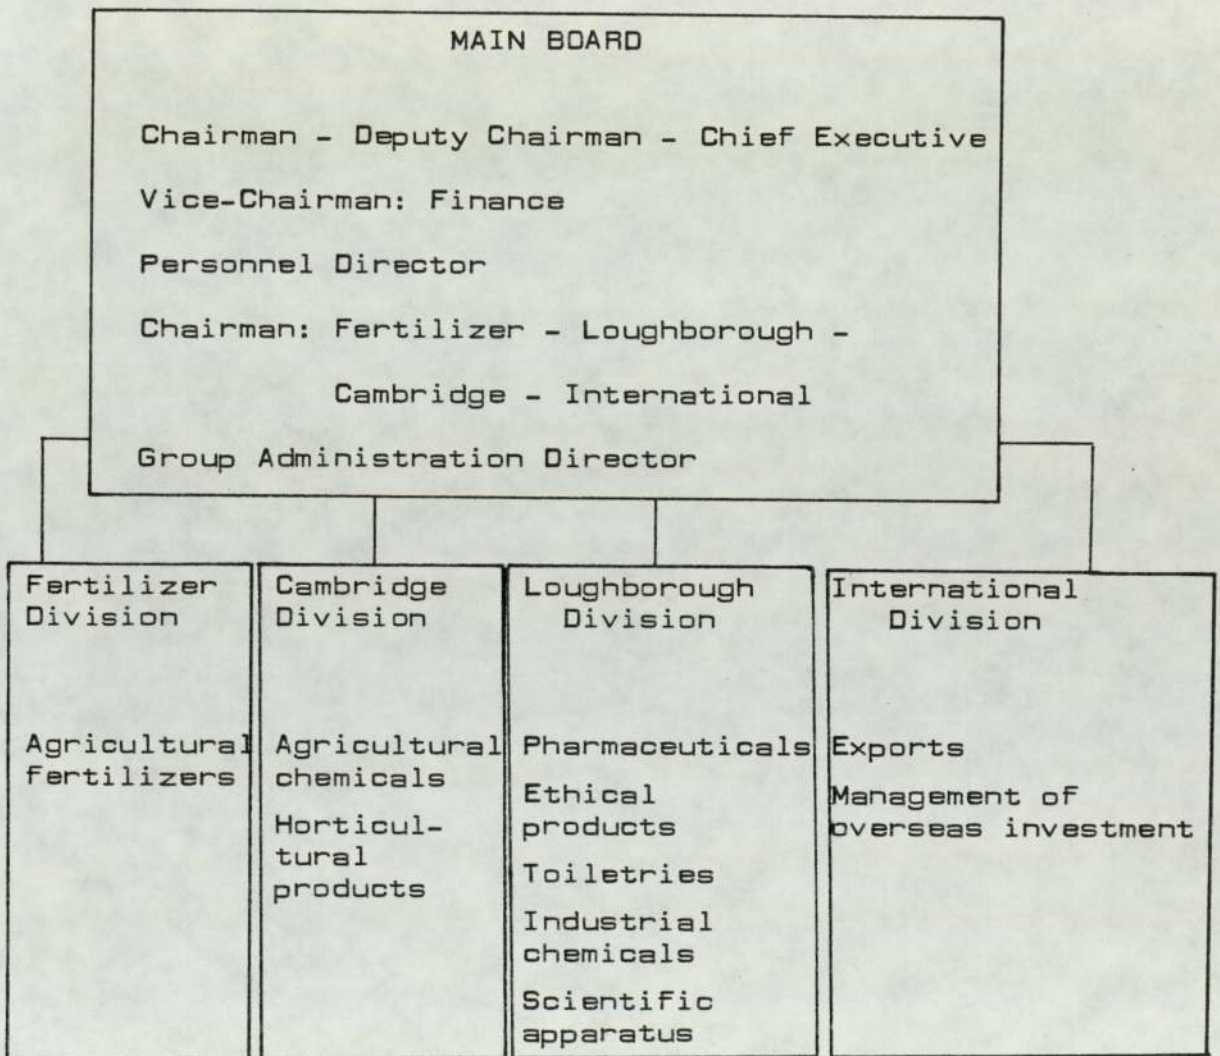 MAIN BOARD
Chairman - Deputy Chairman - Chief Executive
Vice-Chairman: Finance
Personnel Director
Chairman: Fertilizer - Loughborough -
Cambridge - International
Group Administration Director
Fertilizer
Division
Agricultural
fertilizers
Cambridge
Division
Agricultural
chemicals
Horticul-
tural
products
Loughborough
Division
Pharmaceuticals
Ethical
products
Toiletries
Industrial
chemicals
Scientific
apparatus
International
Division
Exports
Management of
overseas investment